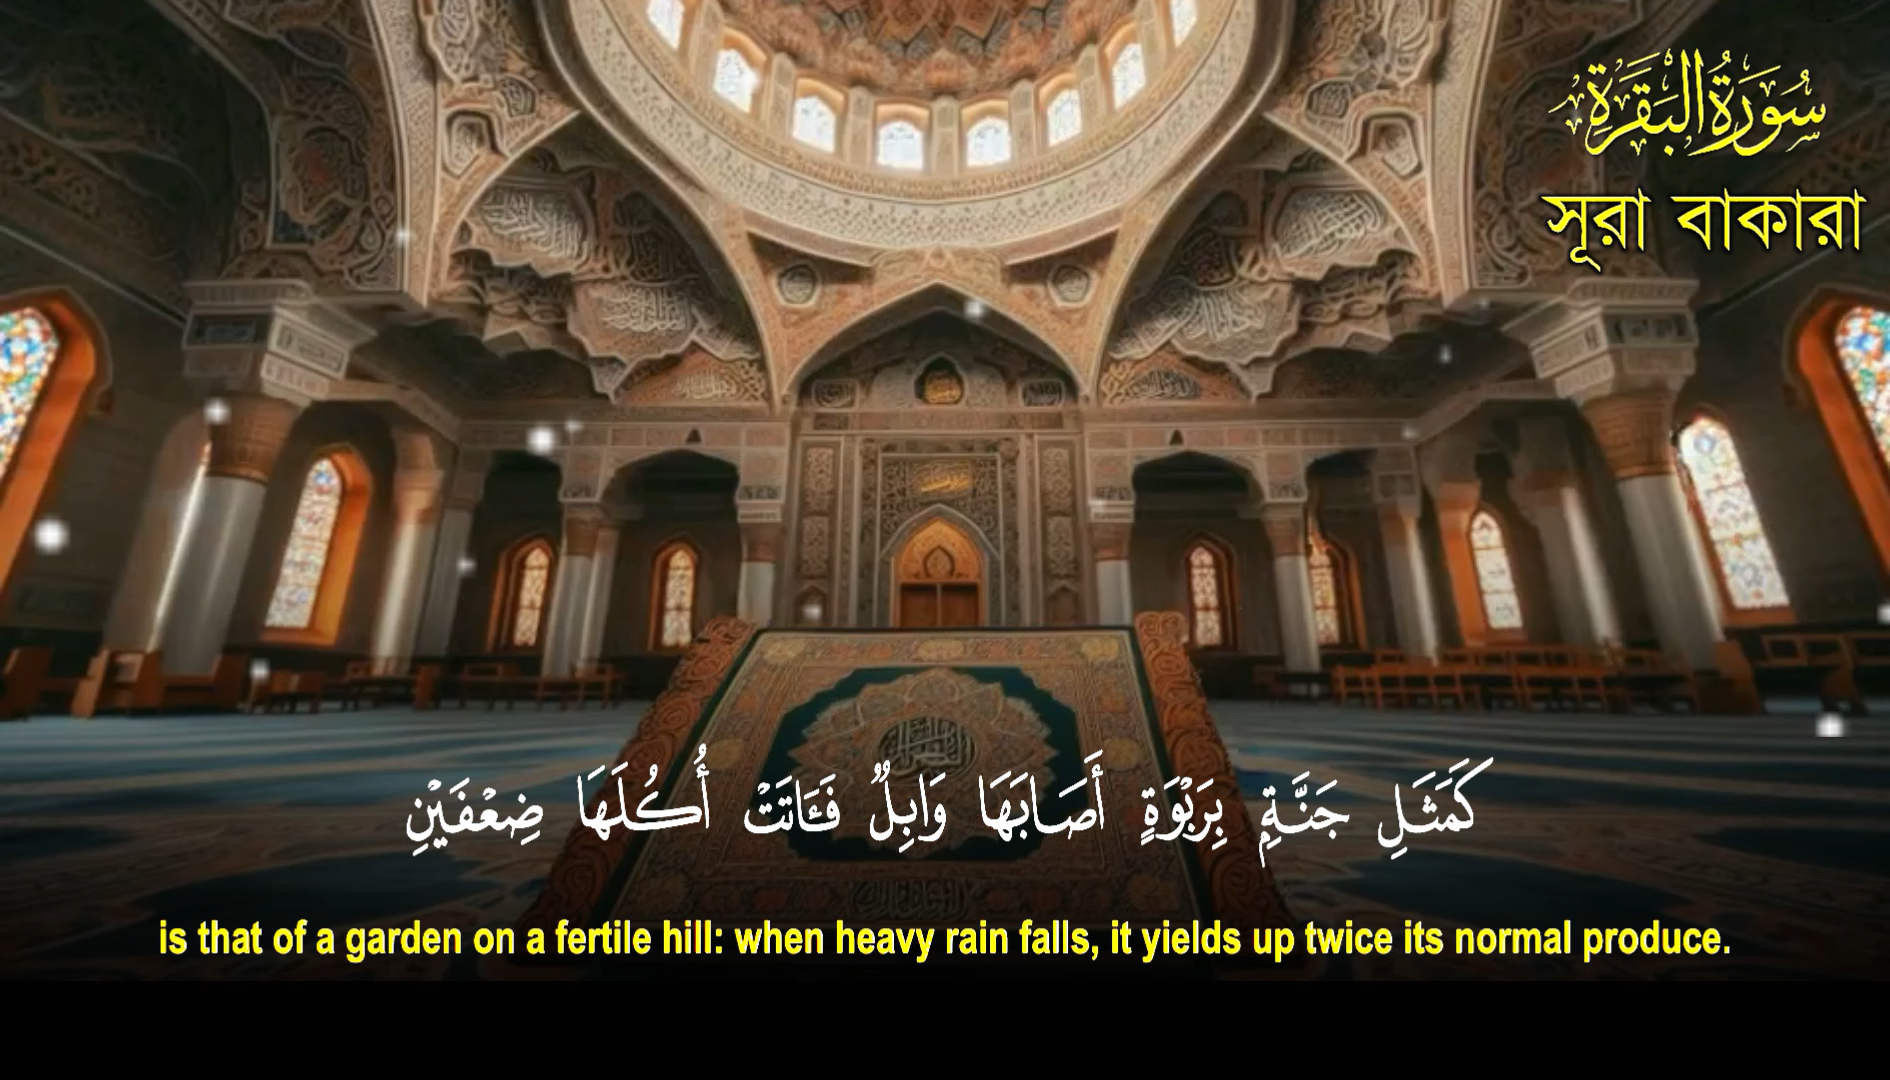 سُورَةُ البَقَرَةِ
সূরা বাকারা
كَمَثَلِ جَنَّةٍۭ بِرَبْوَةٍ أَصَابَهَا وَابِلٌ فَـَٔاتَتْ أُكُلَهَا ضِعْفَيْنِ
is that of a garden on a fertile hill: when heavy rain falls, it yields up twice its normal produce.